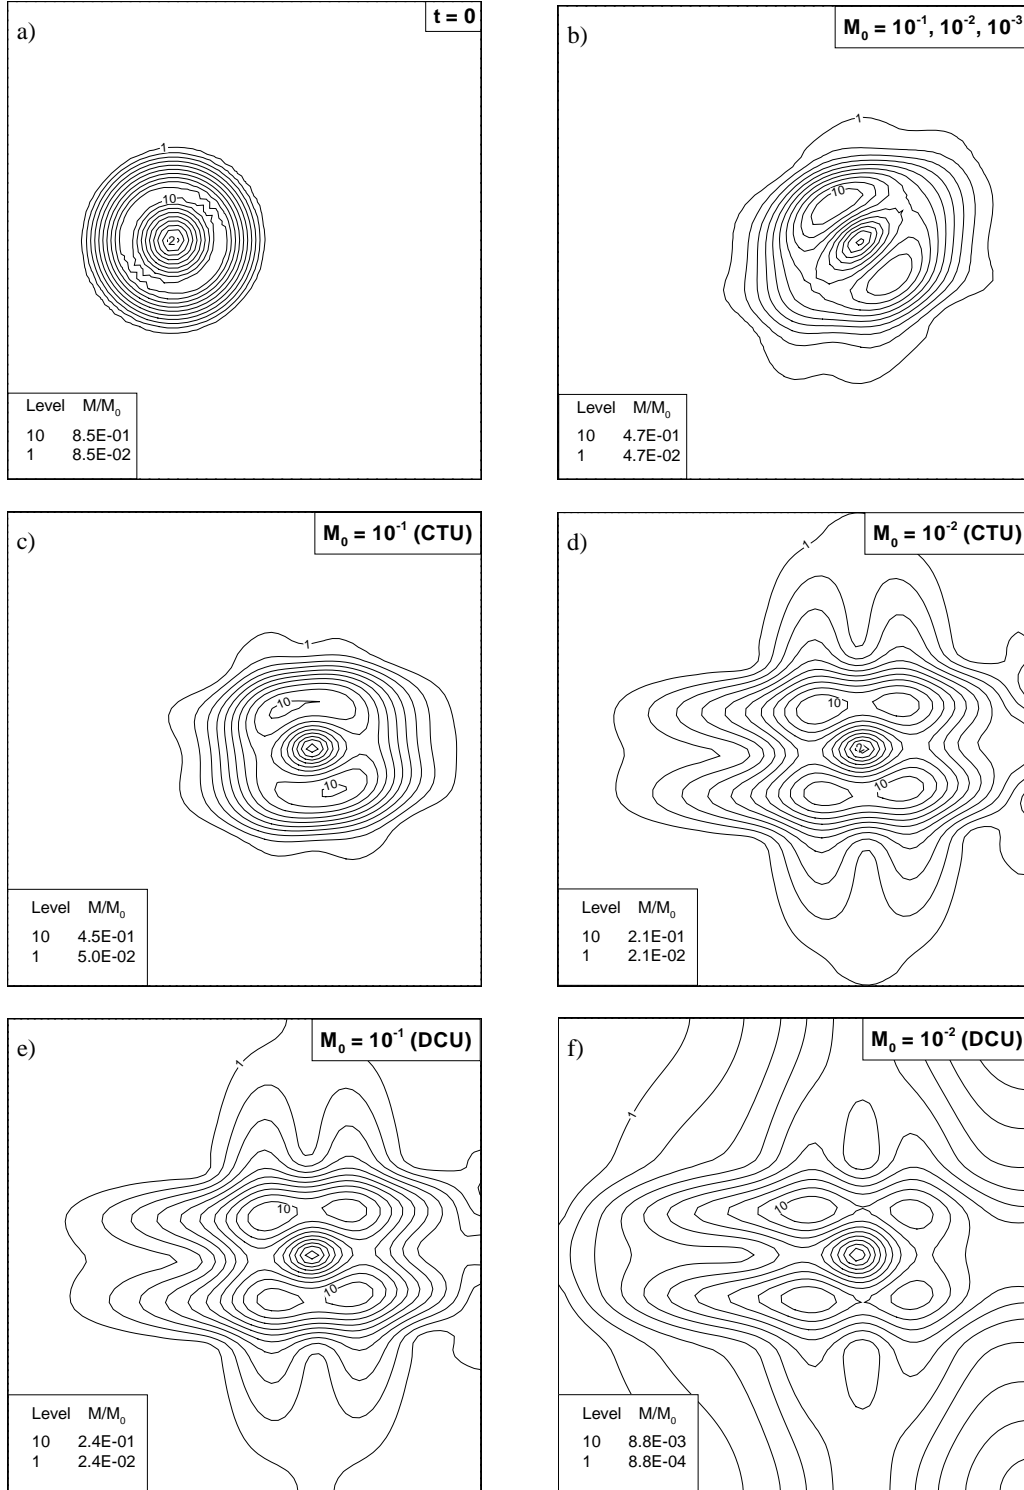 a)
t = 0
1
10
2
Level M/M0
10 8.5E-01
1 8.5E-02
b)
M0 = 10-1, 10-2, 10-3
1
10
Level M/M0
10 4.7E-01
1 4.7E-02
c)
M0 = 10-1 (CTU)
1
10
10
Level M/M0
10 4.5E-01
1 5.0E-02
d)
M0 = 10-2 (CTU)
1
10
2
10
Level M/M0
10 2.1E-01
1 2.1E-02
e)
M0 = 10-1 (DCU)
1
10
10
Level M/M0
10 2.4E-01
1 2.4E-02
f)
M0 = 10-2 (DCU)
1
10
Level M/M0
10 8.8E-03
1 8.8E-04